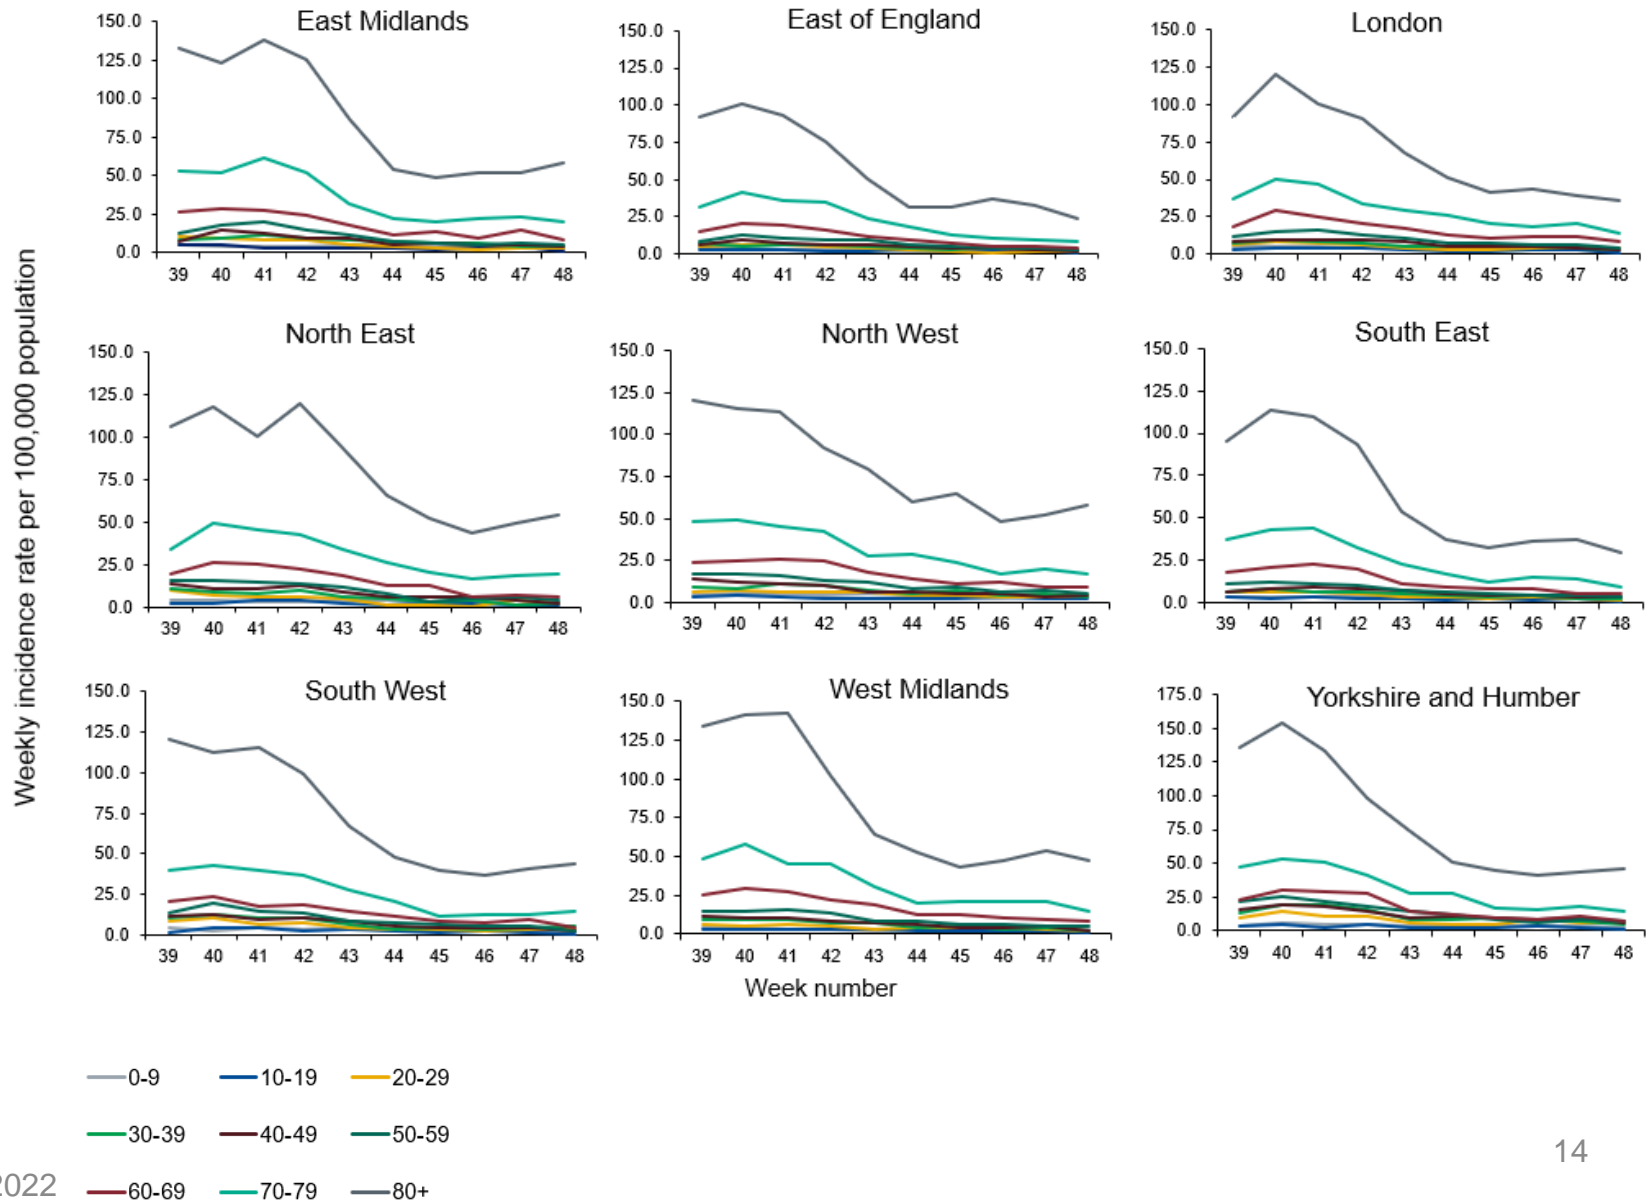 East Midlands
150.0
125.0
100.0
75.0
50.0
25.0
0.0
39 40 41 42 43 44 45 46 47 48
East of England
150.0
125.0
100.0
75.0
50.0
25.0
0.0
39 40 41 42 43 44 45 46 47 48
London
150.0
125.0
100.0
75.0
50.0
25.0
0.0
39 40 41 42 43 44 45 46 47 48
Weekly incidence rate per 100,000 population
North East
150.0
125.0
100.0
75.0
50.0
25.0
0.0
39 40 41 42 43 44 45 46 47 48
North West
150.0
125.0
100.0
75.0
50.0
25.0
0.0
39 40 41 42 43 44 45 46 47 48
South East
150.0
125.0
100.0
75.0
50.0
25.0
0.0
39 40 41 42 43 44 45 46 47 48
South West
150.0
125.0
100.0
75.0
50.0
25.0
0.0
39 40 41 42 43 44 45 46 47 48
West Midlands
150.0
125.0
100.0
75.0
50.0
25.0
0.0
39 40 41 42 43 44 45 46 47 48
Yorkshire and Humber
175.0
150.0
125.0
100.0
75.0
50.0
25.0
0.0
39 40 41 42 43 44 45 46 47 48
Week number
0-9 10-19 20-29
30-39 40-49 50-59
60-69 70-79 80+
2022
14